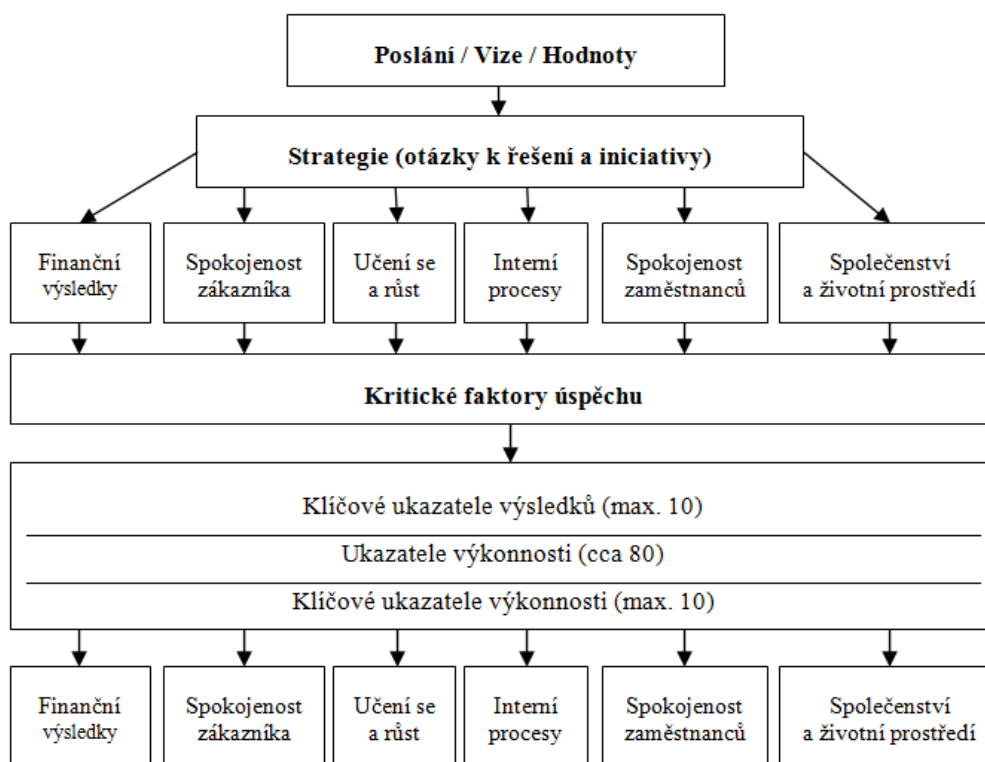 Poslání / Vize / Hodnoty
Strategie (otázky k řešení a iniciativy)
Finanční
výsledky
Spokojenost
zákazníka
Učení se
a růst
Interní
procesy
Spokojenost
zaměstnanců
Společenství
a životní prostředí
Kritické faktory úspěchu
Klíčové ukazatele výsledků (max. 10)
Ukazatele výkonnosti (cca 80)
Klíčové ukazatele výkonnosti (max. 10)
Finanční
výsledky
Spokojenost
zákazníka
Učení se
a růst
Interní
procesy
Spokojenost
zaměstnanců
Společenství
a životní prostředí